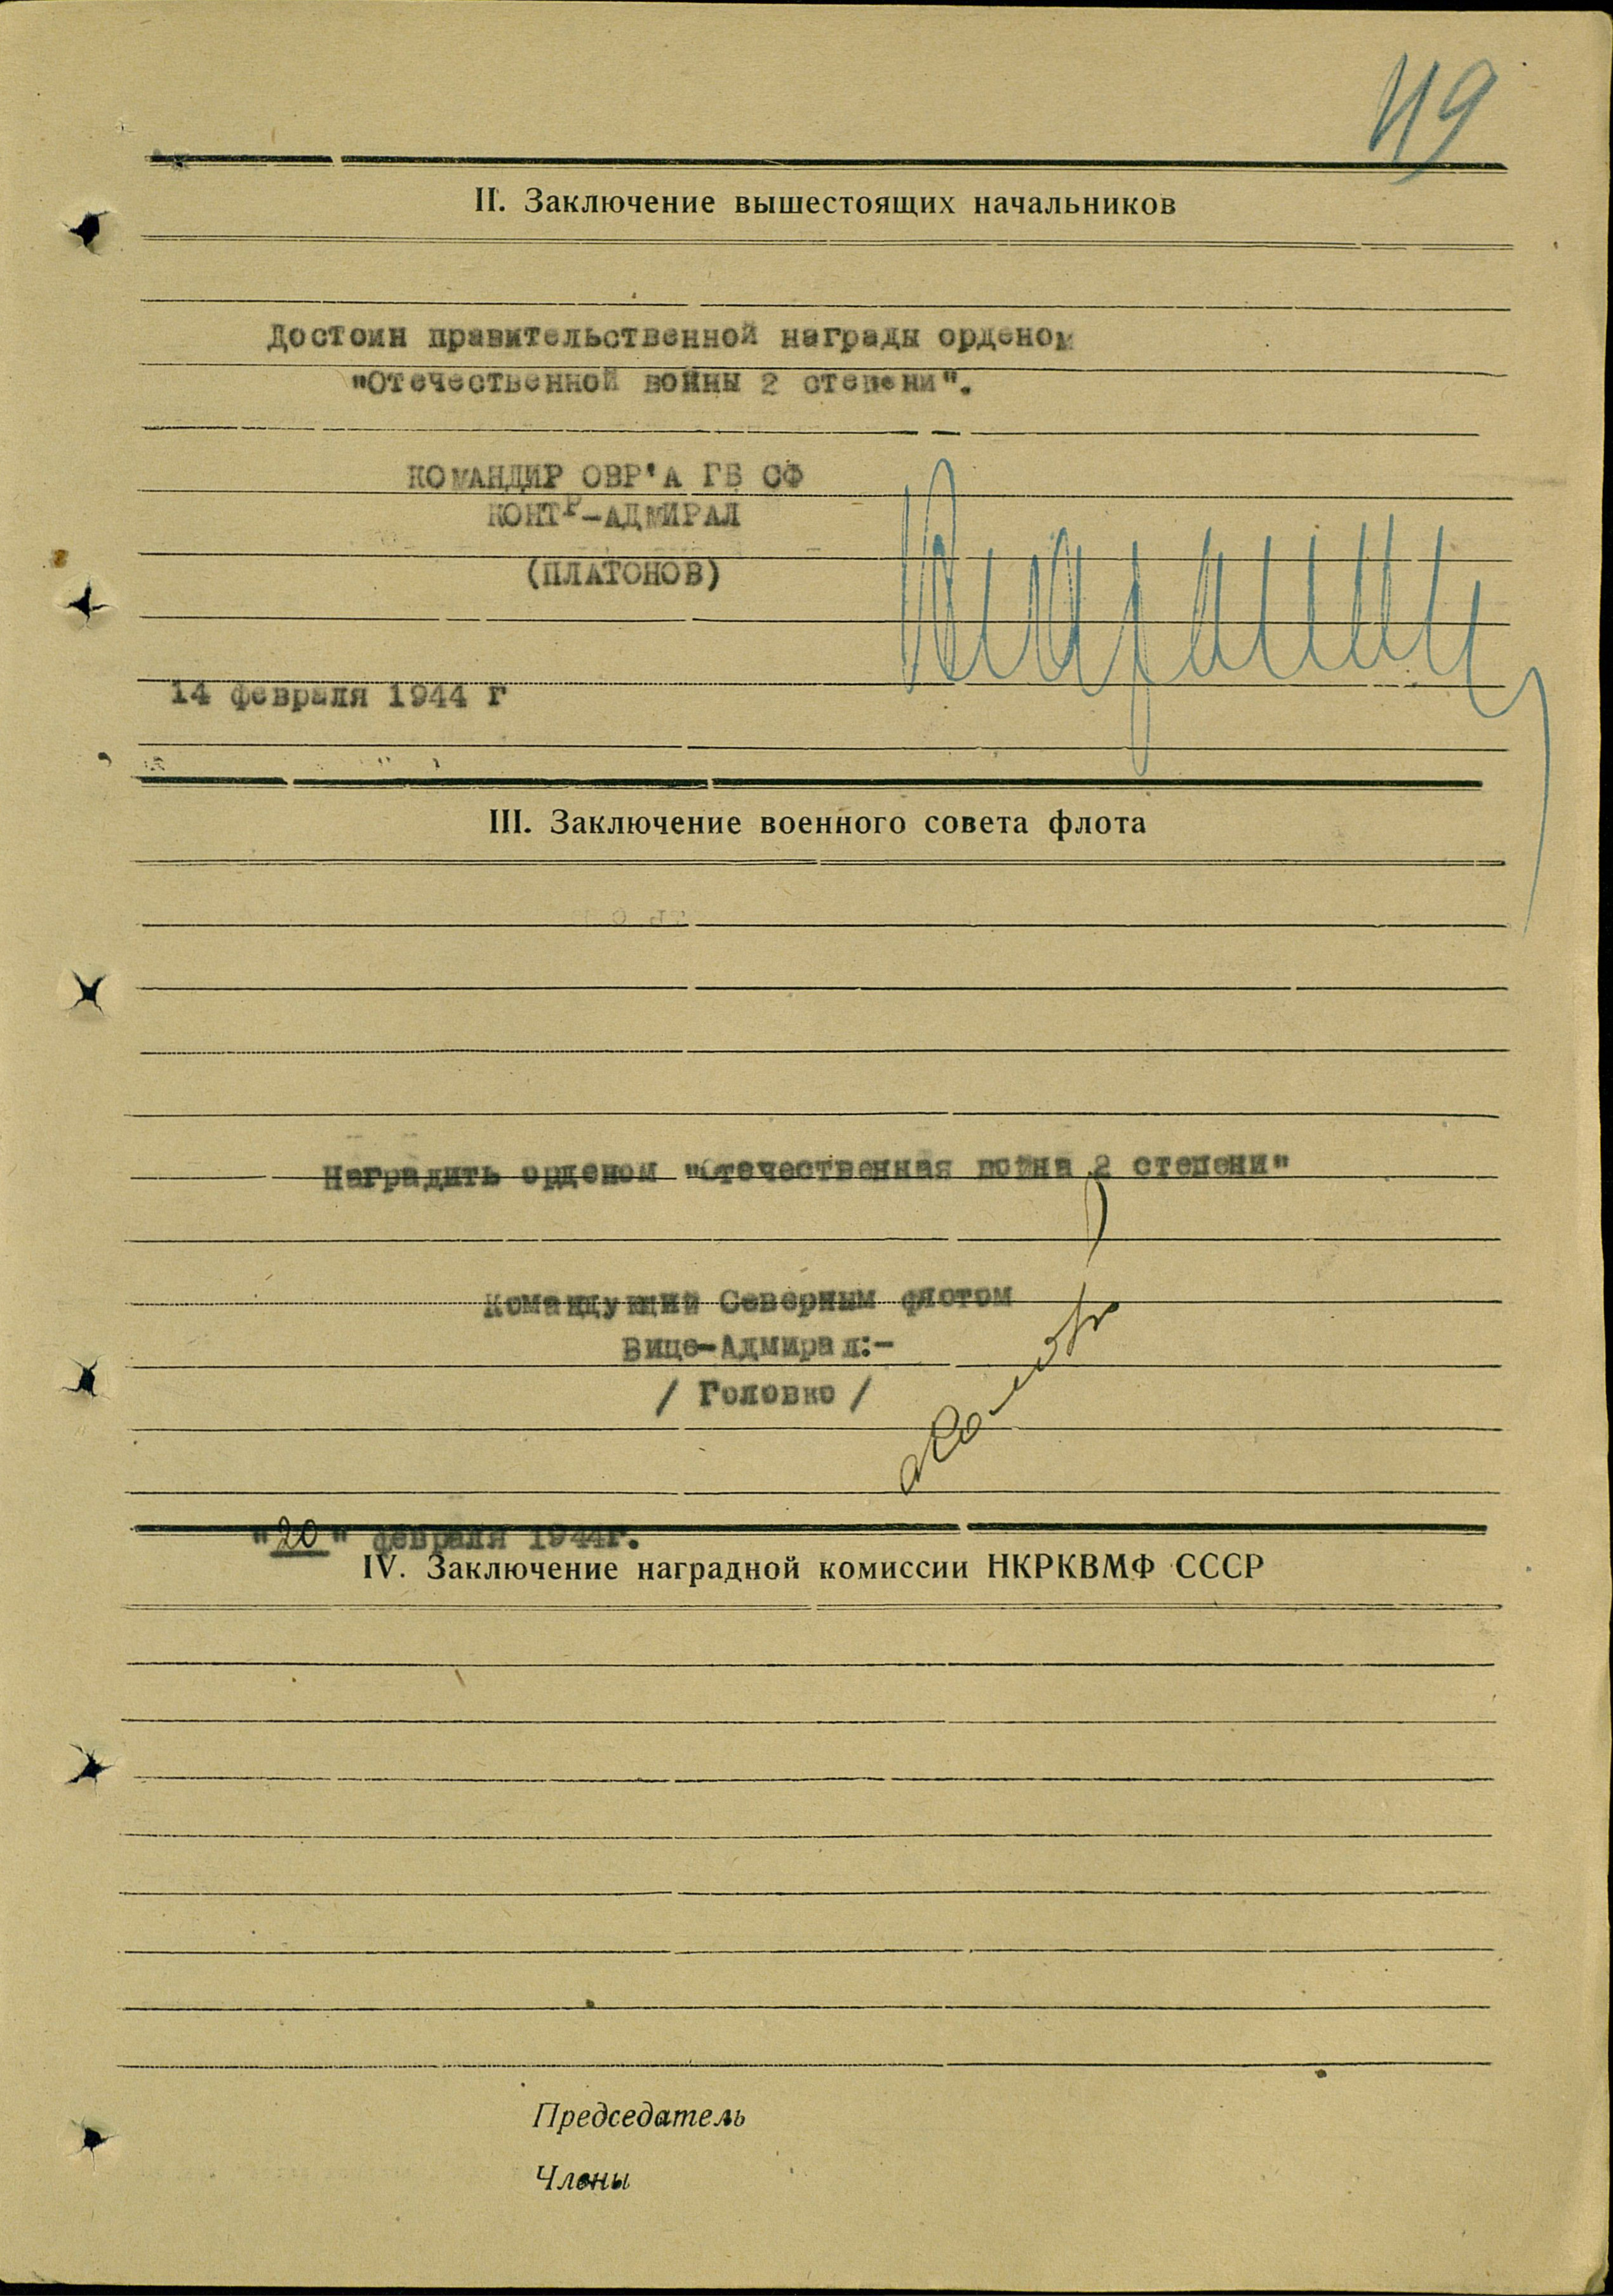 49
II. Заключение вышестоящих начальников
Достоин правительственной награды орденом
"Отечественной войны 2 степени".
КОМАНДИР ОВР'А ГБ СФ
КОНТР-АДМИРАЛ
(ПЛАТОНОВ)
14 февраля 1944 г
III. Заключение военного совета флота
Наградить орденом "Отечественная война 2 степени"
Командующий Северным флотом
Вице-Адмирал:-
/ Головко /
"20" февраля 1944г.
IV. Заключение наградной комиссии НКРКВМФ СССР
Председатель
Члены